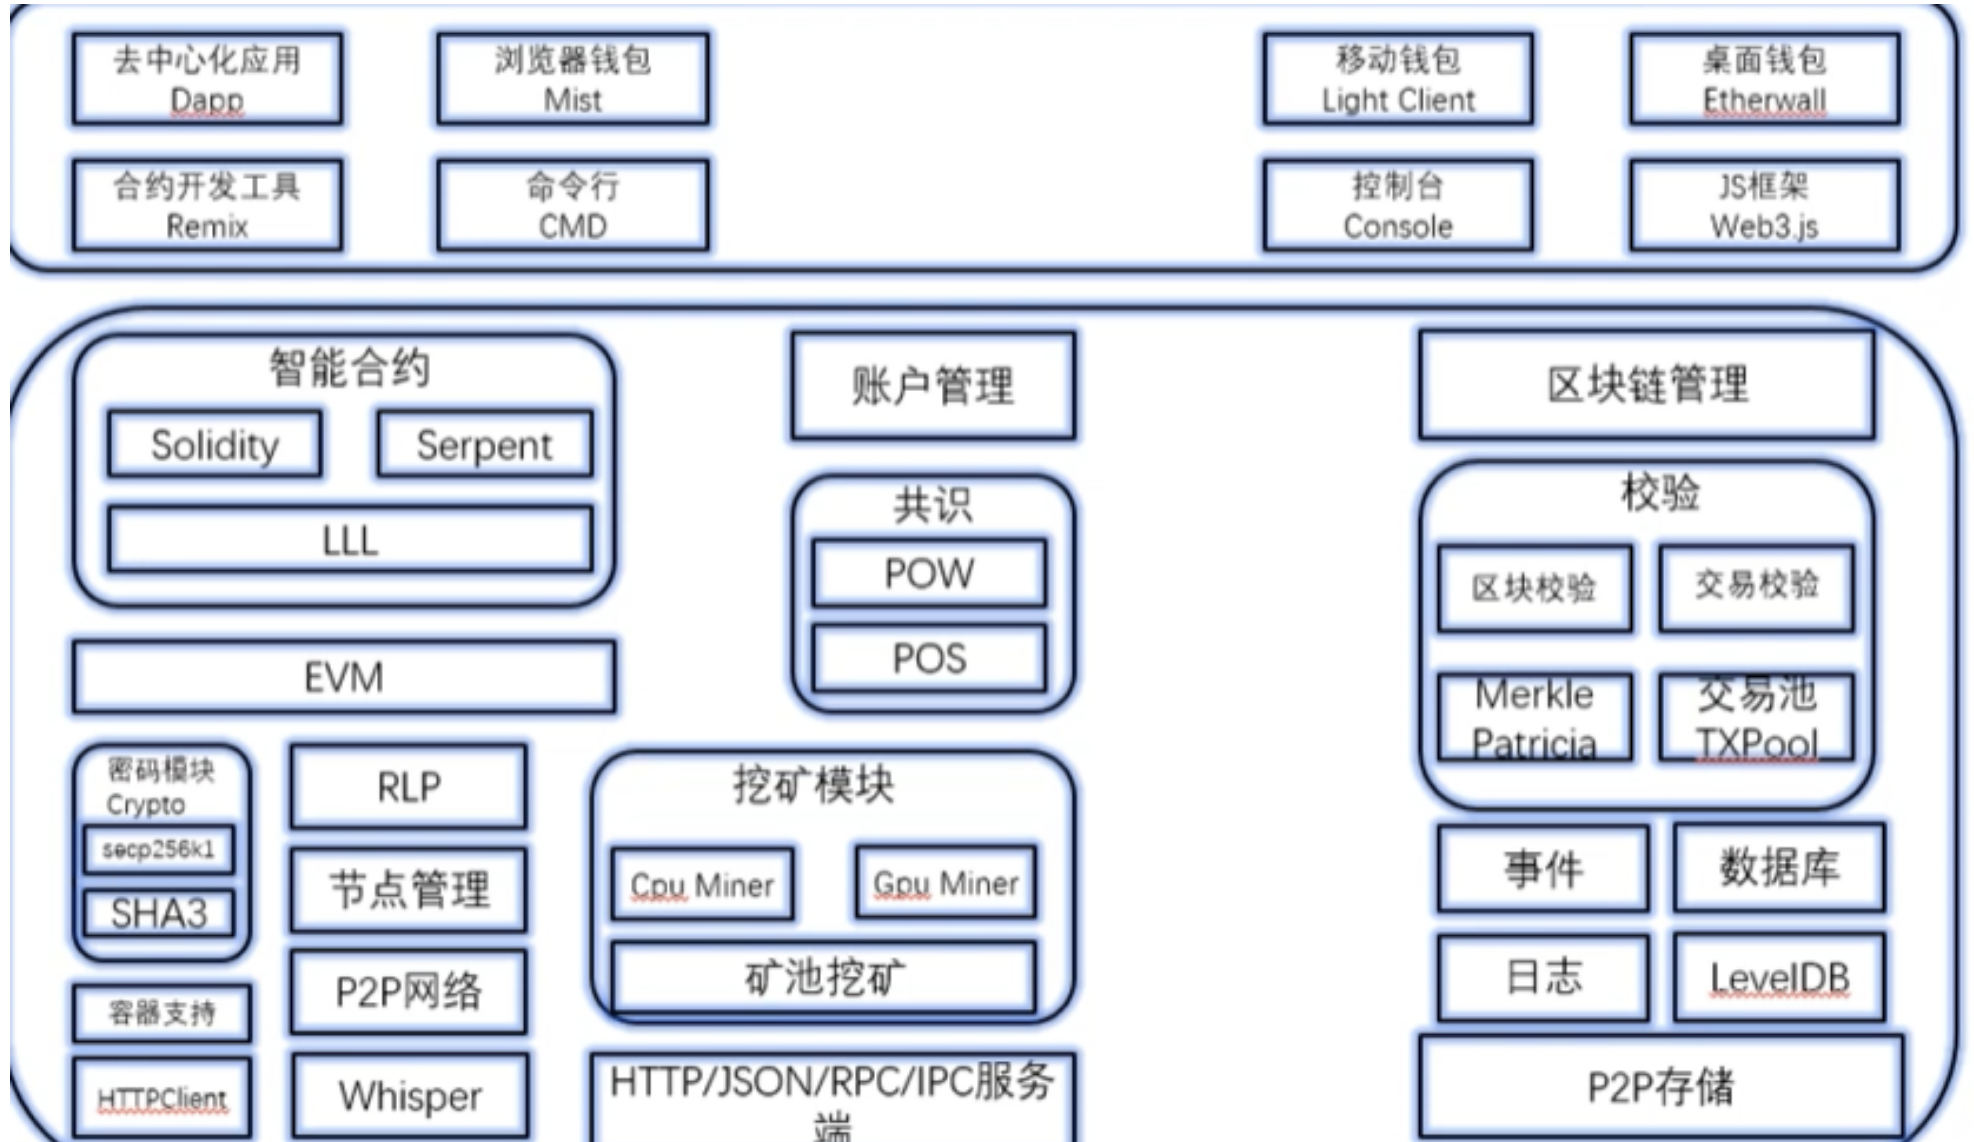 去中心化应用
Dapp
浏览器钱包
Mist
移动钱包
Light Client
桌面钱包
Etherwall
合约开发工具
Remix
命令行
CMD
控制台
Console
JS框架
Web3.js
智能合约
Solidity
Serpent
LLL
EVM
账户管理
共识
POW
POS
区块链管理
校验
区块校验
交易校验
Merkle
Patricia
交易池
TXPool
密码模块
Crypto
secp256k1
SHA3
容器支持
HTTPClient
RLP
节点管理
P2P网络
Whisper
挖矿模块
Cpu Miner
Gpu Miner
矿池挖矿
HTTP/JSON/RPC/IPC服务
端
事件
数据库
日志
LevelDB
P2P存储